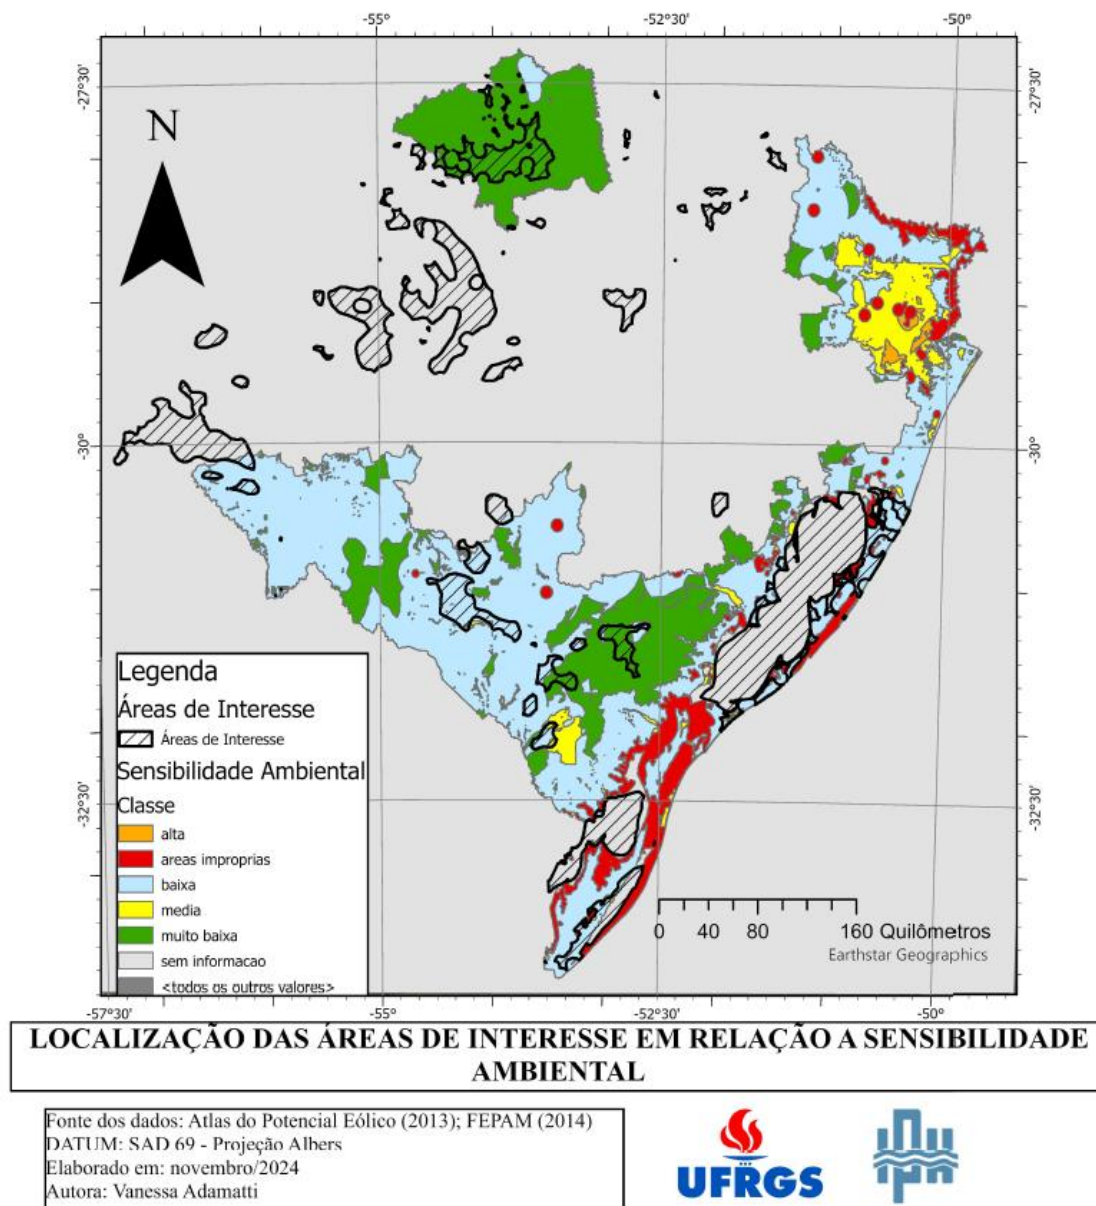 -55°
-52°30'
-50°
-27°30'
-27°30'
N
-30°
-30°
Legenda
Áreas de Interesse
Áreas de Interesse
Sensibilidade Ambiental
Classe
alta
areas improprias
baixa
media
muito baixa
sem informacao
<todos os outros valores>
-32°30'
-32°30'
0 40 80 160 Quilômetros
Earthstar Geographics
-57°30'
-55°
-52°30'
-50°
LOCALIZAÇÃO DAS ÁREAS DE INTERESSE EM RELAÇÃO A SENSIBILIDADE
AMBIENTAL
Fonte dos dados: Atlas do Potencial Eólico (2013); FEPAM (2014)
DATUM: SAD 69 - Projeção Albers
Elaborado em: novembro/2024
Autora: Vanessa Adamatti
UFRGS